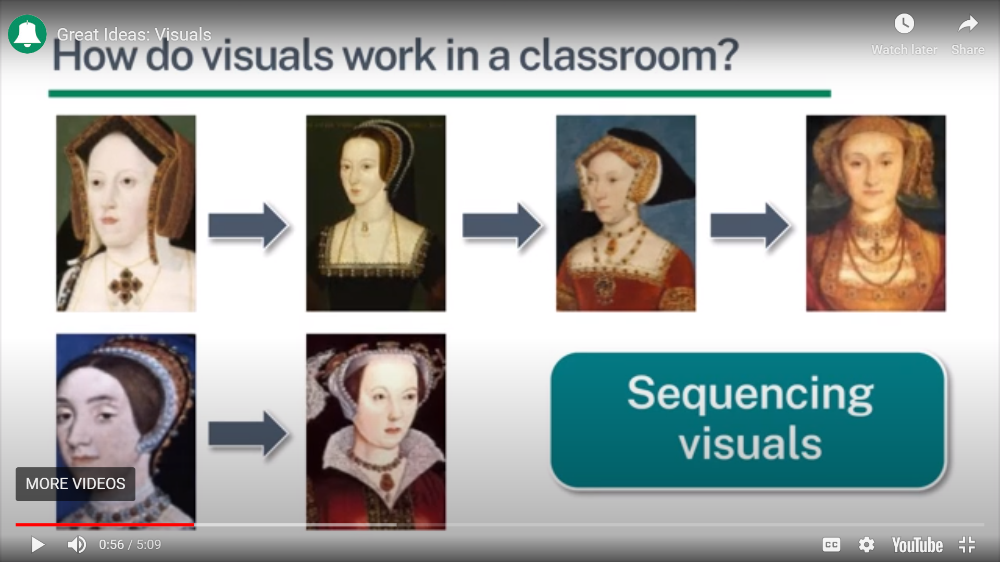 Great Ideas: Visuals
Watch later
Share
How do visuals work in a classroom?
Sequencing
visuals
MORE VIDEOS
0:56 / 5:09
CC
YouTube